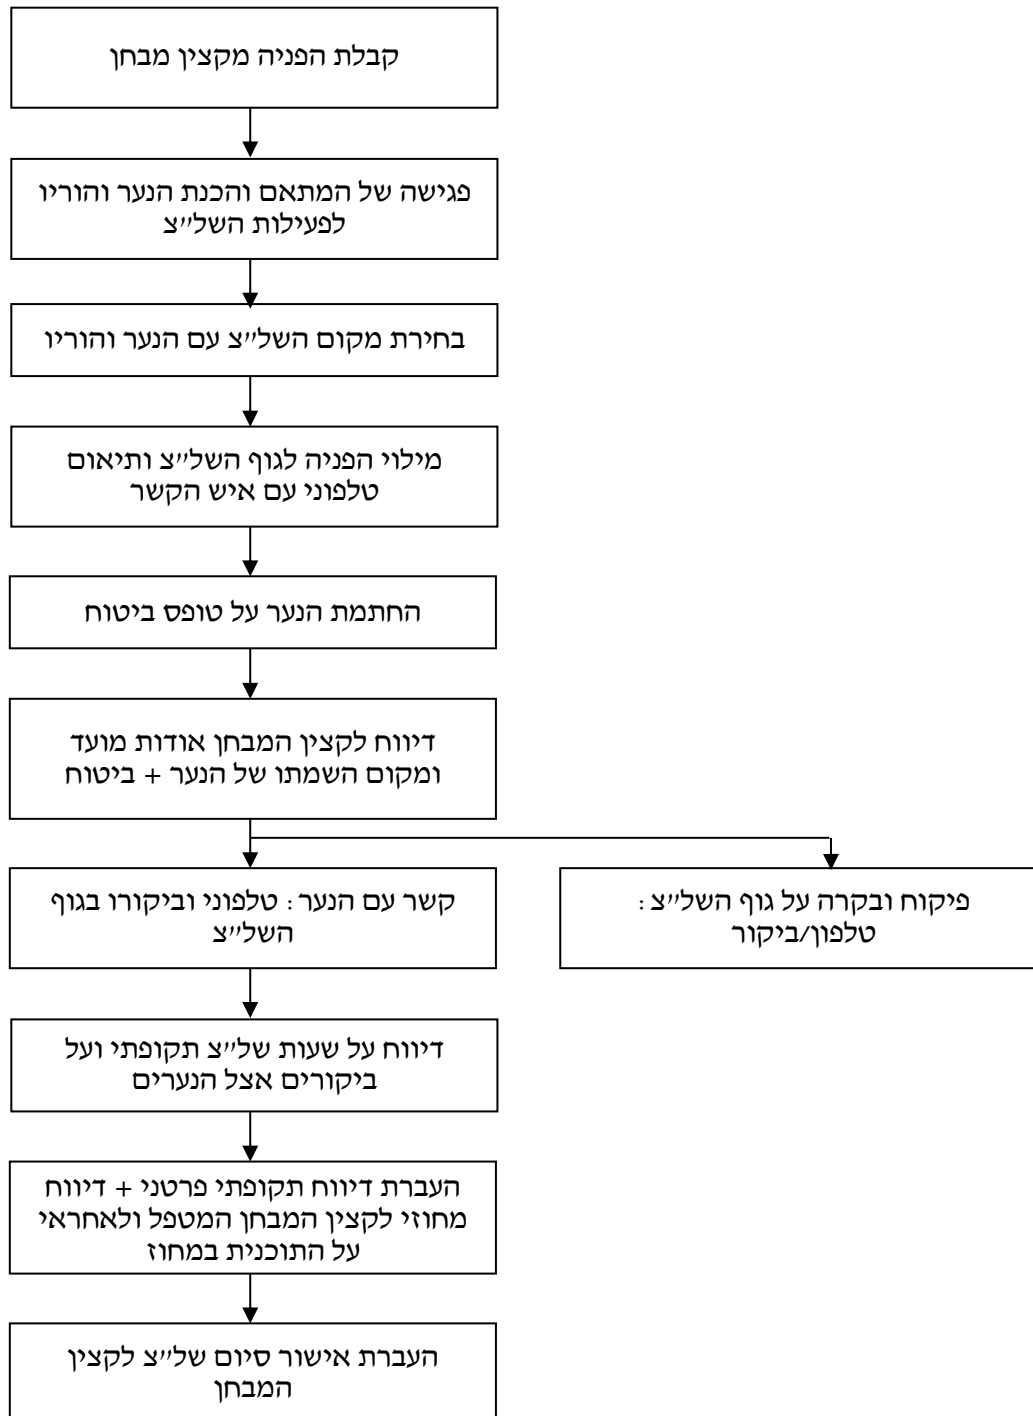 קבלת הפניה מקצין מבחן
פגישה של המתאם והכנת הנער והוריו
לפעילות השל״צ
בחירת מקום השל״צ עם הנער והוריו
מילוי הפניה לגוף השל״צ ותיאום
טלפוני עם איש הקשר
החתמת הנער על טופס ביטוח
דיווח לקצין המבחן אודות מועד
ומקום השמתו של הנער + ביטוח
קשר עם הנער: טלפוני וביקורו בגוף
השל״צ
פיקוח ובקרה על גוף השל״צ:
טלפון/ביקור
דיווח על שעות של״צ תקופתי ועל
ביקורים אצל הנערים
העברת דיווח תקופתי פרטני + דיווח
מחוזי לקצין המבחן המטפל ולאחראי
על התוכנית במחוז
העברת אישור סיום של״צ לקצין
המבחן